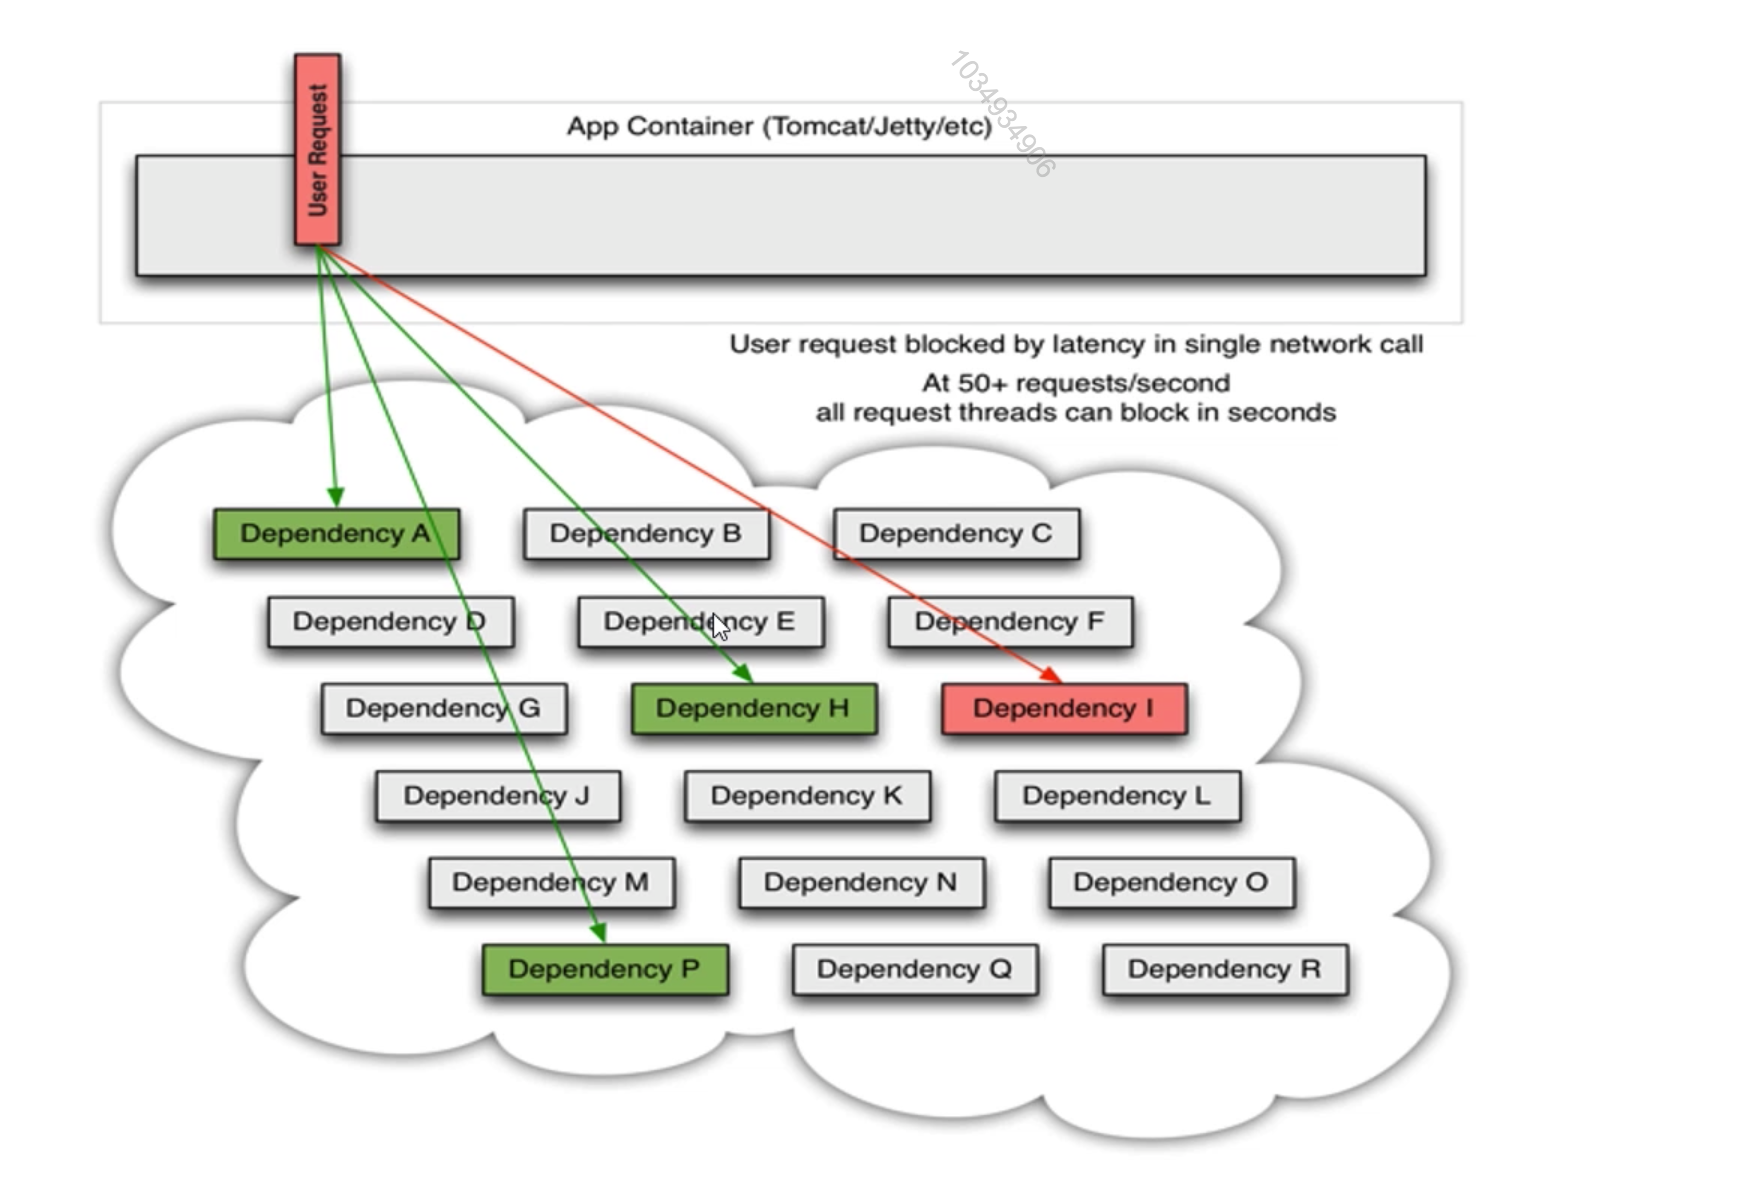 1034934906
User Request
App Container (Tomcat/Jetty/etc)
User request blocked by latency in single network call
At 50+ requests/second
all request threads can block in seconds
Dependency A
Dependency B
Dependency C
Dependency D
Dependency E
Dependency F
Dependency G
Dependency H
Dependency I
Dependency J
Dependency K
Dependency L
Dependency M
Dependency N
Dependency O
Dependency P
Dependency Q
Dependency R